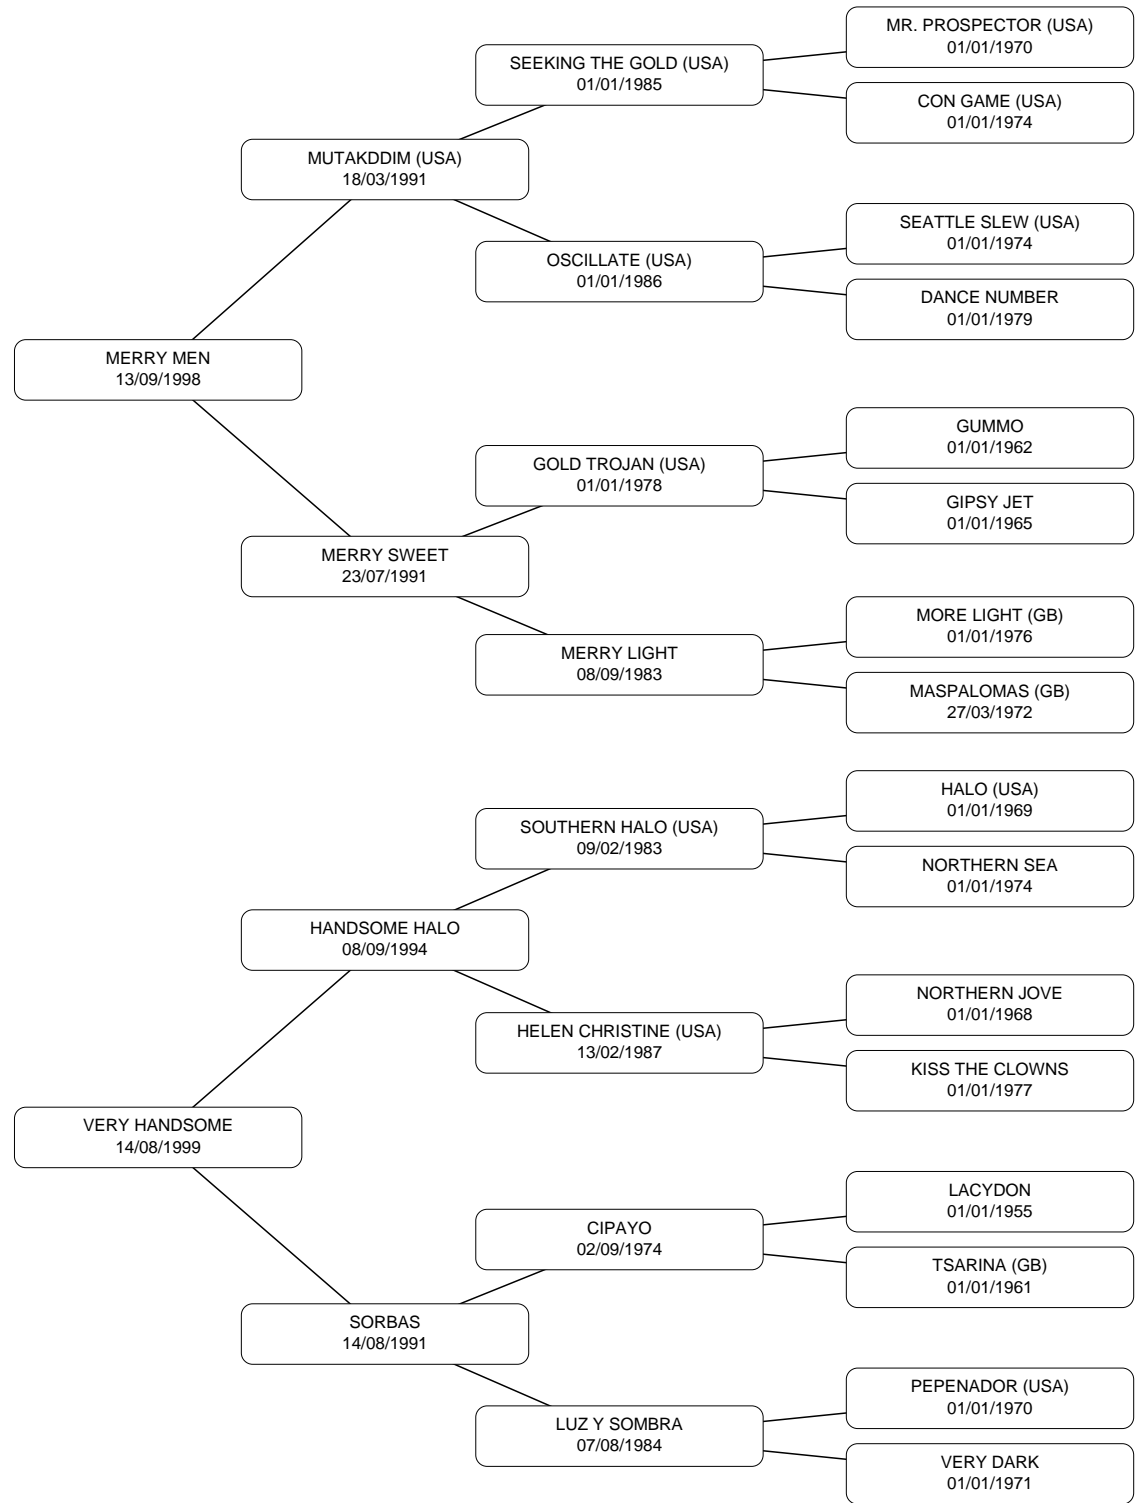 MR. PROSPECTOR (USA)
01/01/1970
SEEKING THE GOLD (USA)
01/01/1985
CON GAME (USA)
01/01/1974
MUTAKDDIM (USA)
18/03/1991
SEATTLE SLEW (USA)
01/01/1974
OSCILLATE (USA)
01/01/1986
DANCE NUMBER
01/01/1979
MERRY MEN
13/09/1998
GUMMO
01/01/1962
GOLD TROJAN (USA)
01/01/1978
GIPSY JET
01/01/1965
MERRY SWEET
23/07/1991
MORE LIGHT (GB)
01/01/1976
MERRY LIGHT
08/09/1983
MASPALOMAS (GB)
27/03/1972
HALO (USA)
01/01/1969
SOUTHERN HALO (USA)
09/02/1983
NORTHERN SEA
01/01/1974
HANDSOME HALO
08/09/1994
NORTHERN JOVE
01/01/1968
HELEN CHRISTINE (USA)
13/02/1987
KISS THE CLOWNS
01/01/1977
VERY HANDSOME
14/08/1999
LACYDON
01/01/1955
CIPAYO
02/09/1974
TSARINA (GB)
01/01/1961
SORBAS
14/08/1991
PEPENADOR (USA)
01/01/1970
LUZ Y SOMBRA
07/08/1984
VERY DARK
01/01/1971